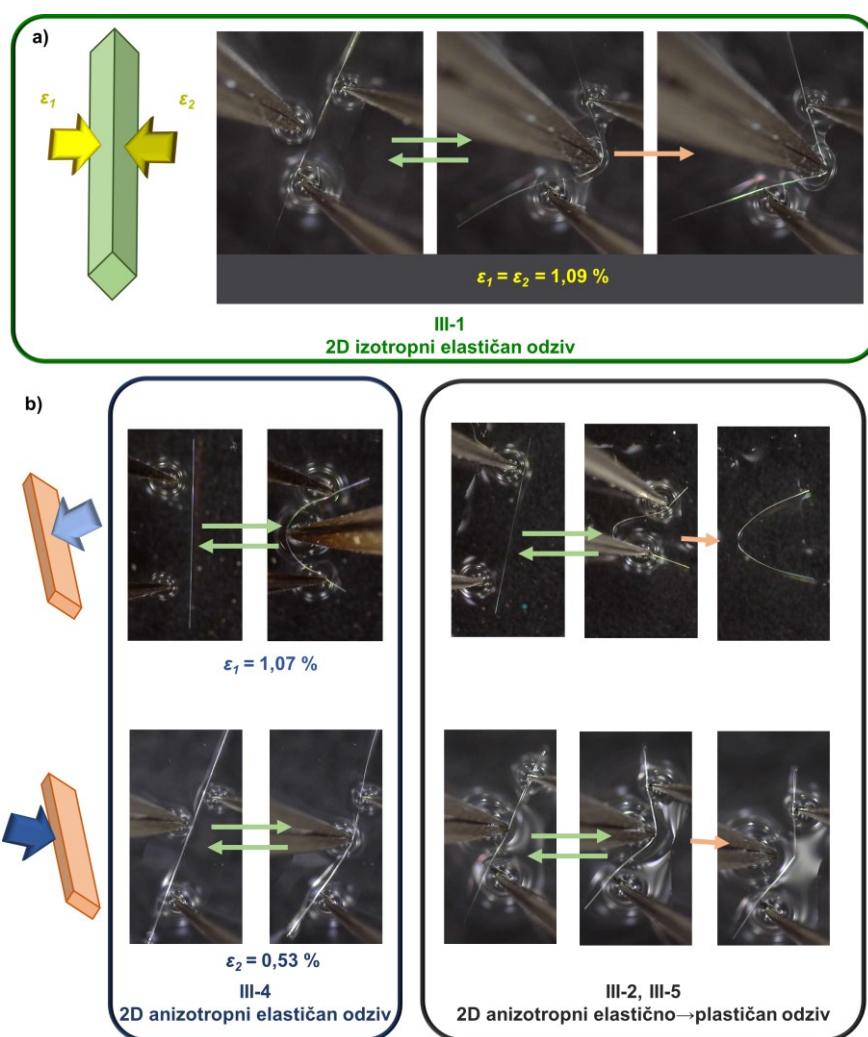 a)
ε₁
ε₂
ε₁ = ε₂ = 1,09 %
III-1
2D izotropni elastičan odziv
b)
ε₁ = 1,07 %
ε₂ = 0,53 %
III-4
2D anizotropni elastičan odziv
III-2, III-5
2D anizotropni elastično→plastičan odziv